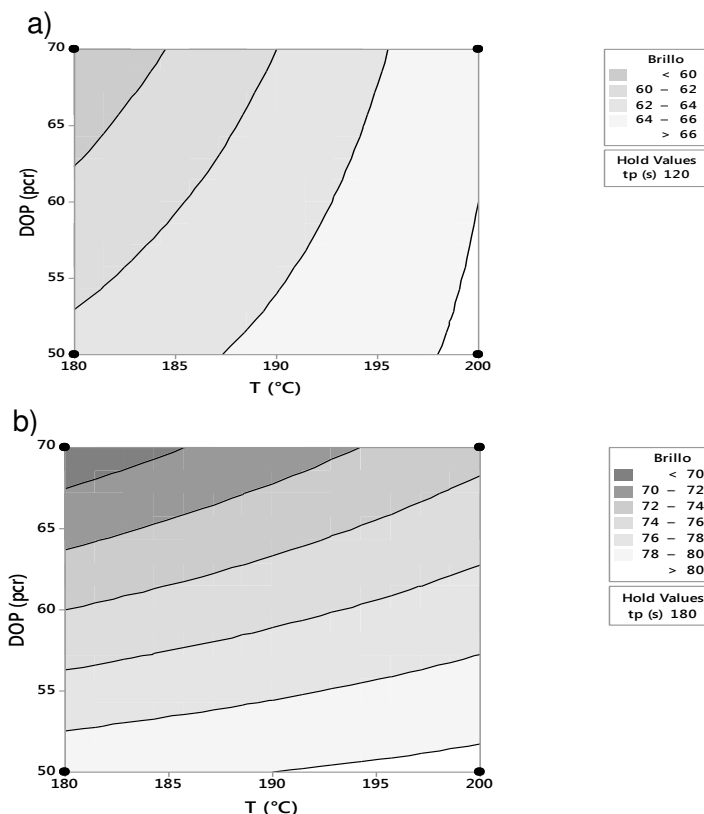 a)
70
65
60
55
50
DOP (pcr)
180
185
190
195
200
T (°C)
Brillo
< 60
60 – 62
62 – 64
64 – 66
> 66
Hold Values
tp (s) 120
b)
70
65
60
55
50
DOP (pcr)
180
185
190
195
200
T (°C)
Brillo
< 70
70 – 72
72 – 74
74 – 76
76 – 78
78 – 80
> 80
Hold Values
tp (s) 180